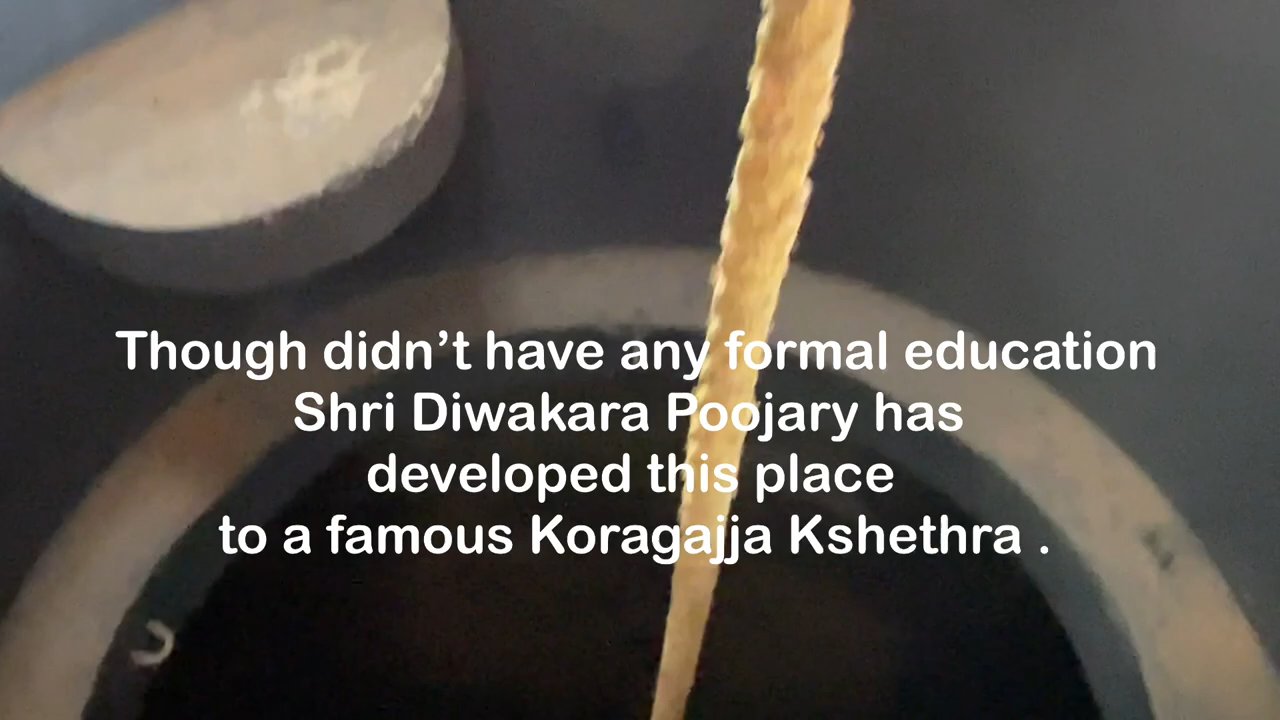 Though didn’t have any formal education
Shri Diwakara Poojary has
developed this place
to a famous Koragajja Kshethra .